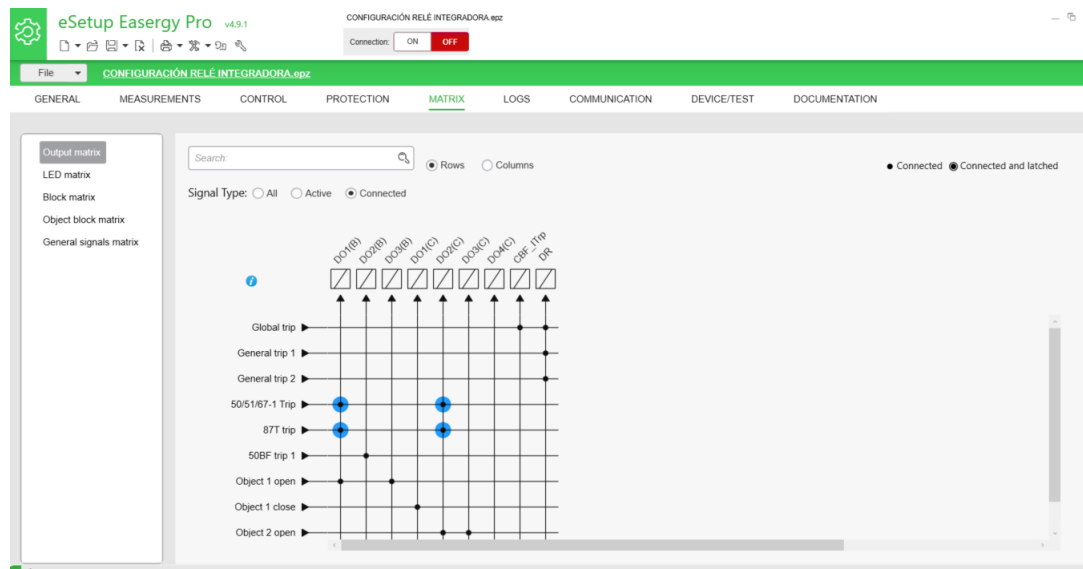 eSetup Easergy Pro v4.9.1
CONFIGURACIÓN RELÉ INTEGRADORA.epz
Connection: ON OFF
File CONFIGURACIÓN RELÉ INTEGRADORA.epz
GENERAL MEASUREMENTS CONTROL PROTECTION MATRIX LOGS COMMUNICATION DEVICE/TEST DOCUMENTATION
Output matrix
LED matrix
Block matrix
Object block matrix
General signals matrix
Search: Rows Columns
Connected Connected and latched
Signal Type: All Active Connected
DO1(B) DO2(B) DO3(B) DO1(C) DO2(C) DO3(C) DO4(C) CBF_ITrp DR
Global trip
General trip 1
General trip 2
50/51/67-1 Trip
87T trip
50BF trip 1
Object 1 open
Object 1 close
Object 2 open